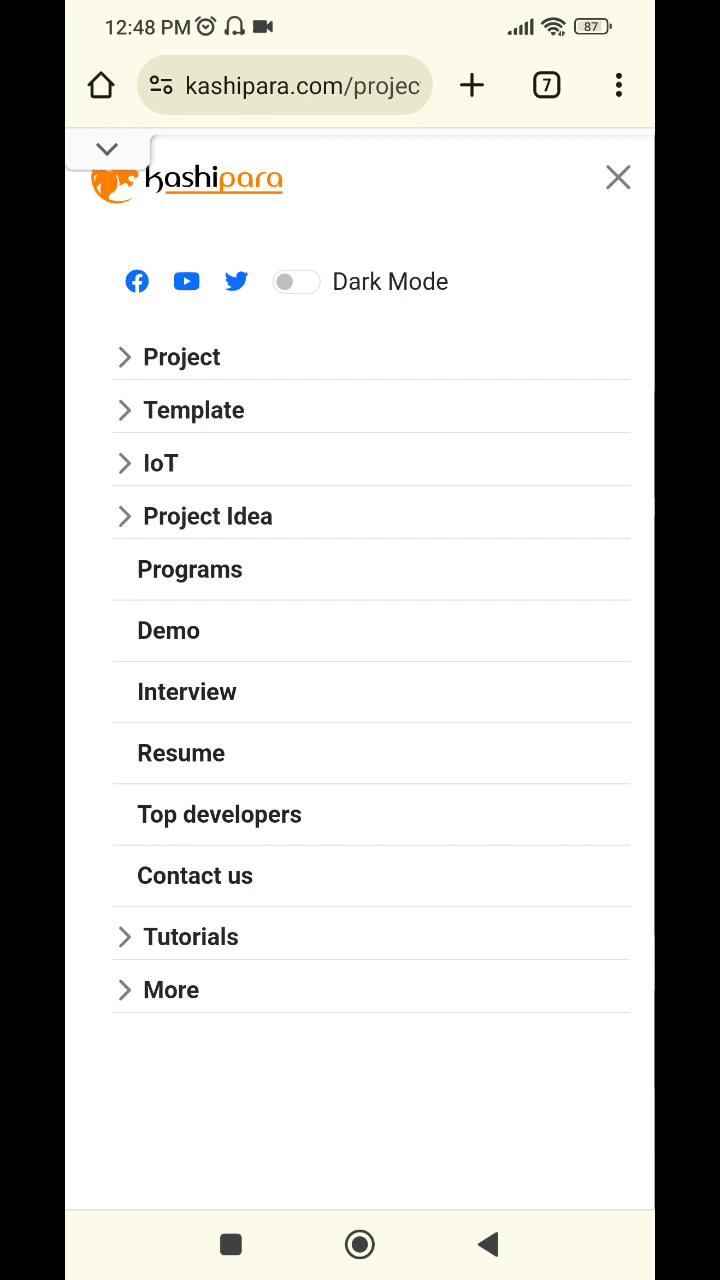 12:48 PM 87
kashipara.com/projec
7
kashipara
Dark Mode
Project
Template
IoT
Project Idea
Programs
Demo
Interview
Resume
Top developers
Contact us
Tutorials
More